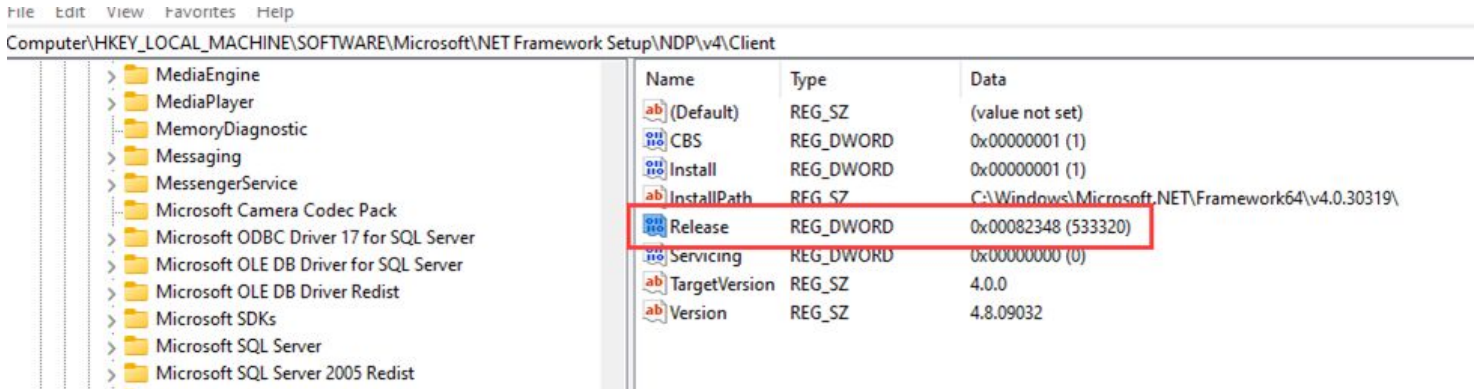 File Edit View Favorites Help
Computer\HKEY_LOCAL_MACHINE\SOFTWARE\Microsoft\NET Framework Setup\NDP\v4\Client
MediaEngine
MediaPlayer
MemoryDiagnostic
Messaging
MessengerService
Microsoft Camera Codec Pack
Microsoft ODBC Driver 17 for SQL Server
Microsoft OLE DB Driver for SQL Server
Microsoft OLE DB Driver Redist
Microsoft SDKs
Microsoft SQL Server
Microsoft SQL Server 2005 Redist
Name Type Data
(Default) REG_SZ (value not set)
CBS REG_DWORD 0x00000001 (1)
Install REG_DWORD 0x00000001 (1)
InstallPath REG_SZ C:\Windows\Microsoft.NET\Framework64\v4.0.30319\
Release REG_DWORD 0x00082348 (533320)
Servicing REG_DWORD 0x00000000 (0)
TargetVersion REG_SZ 4.0.0
Version REG_SZ 4.8.09032